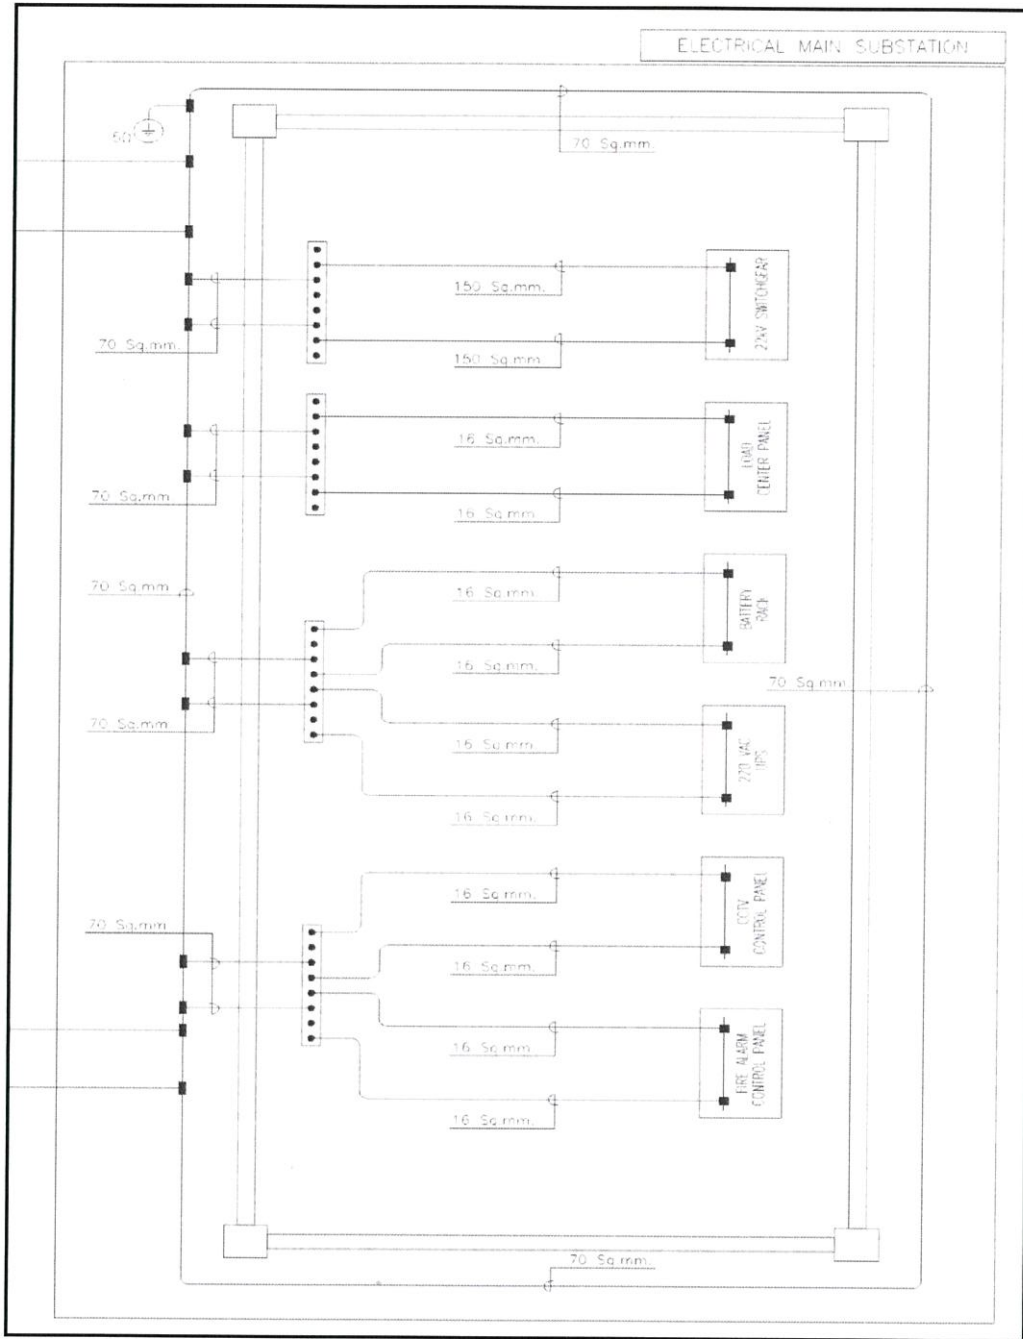 ELECTRICAL MAIN SUBSTATION
5Ω
70 Sq.mm.
150 Sq.mm.
22kV SWITCHGEAR
70 Sq.mm.
150 Sq.mm
16 Sq.mm.
LOAD
CENTER PANEL
70 Sq.mm
16 Sq.mm.
70 Sq.mm
16 Sq.mm.
BATTERY
RACK
16 Sq.mm.
70 Sq.mm
70 Sq.mm
16 Sq.mm
220 VAC
UPS
16 Sq.mm.
16 Sq.mm.
CCTV
CONTROL PANEL
70 Sq.mm
16 Sq.mm.
16 Sq.mm
FIRE ALARM
CONTROL PANEL
16 Sq.mm.
70 Sq.mm.